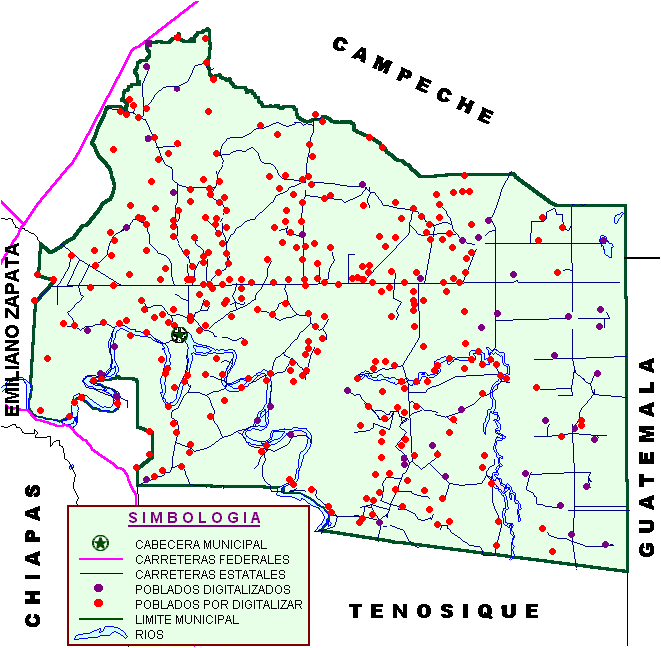 CAMPECHE
EMILIANO ZAPATA
GUATEMALA
CHIAPAS
TENOSIQUE
SIMBOLOGIA
CABECERA MUNICIPAL
CARRETERAS FEDERALES
CARRETERAS ESTATALES
POBLADOS DIGITALIZADOS
POBLADOS POR DIGITALIZAR
LIMITE MUNICIPAL
RIOS